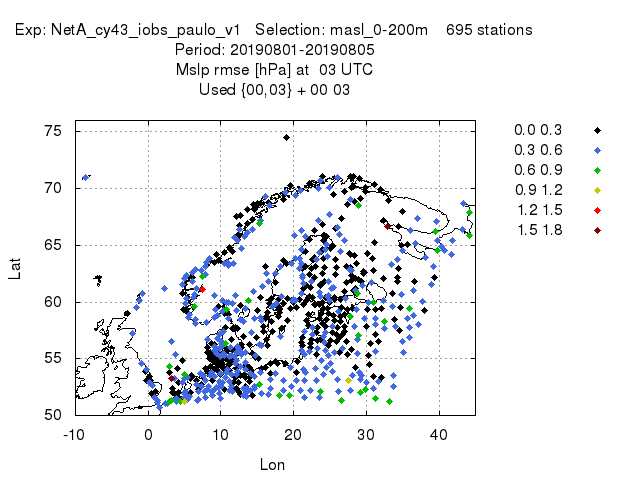 Exp: NetA_cy43_iobs_paulo_v1 Selection: masl_0-200m 695 stations
Period: 20190801-20190805
Mslp rmse [hPa] at 03 UTC
Used {00,03} + 00 03
0.0 0.3
0.3 0.6
0.6 0.9
0.9 1.2
1.2 1.5
1.5 1.8
75
70
65
60
55
50
Lat
-10 0 10 20 30 40
Lon